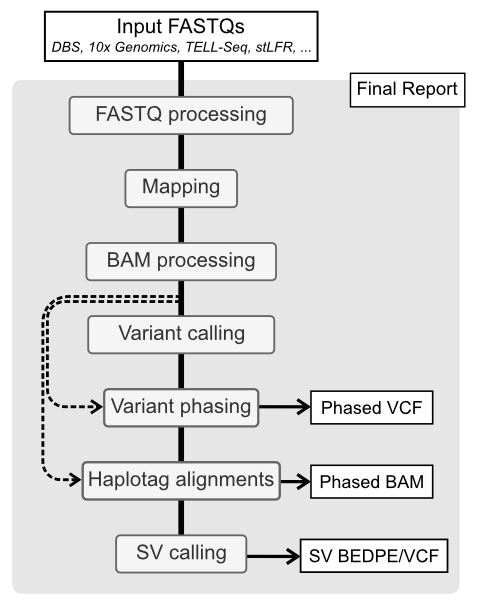 Input FASTQs
DBS, 10x Genomics, TELL-Seq, stLFR, ...
Final Report
FASTQ processing
Mapping
BAM processing
Variant calling
Variant phasing
Phased VCF
Haplotag alignments
Phased BAM
SV calling
SV BEDPE/VCF